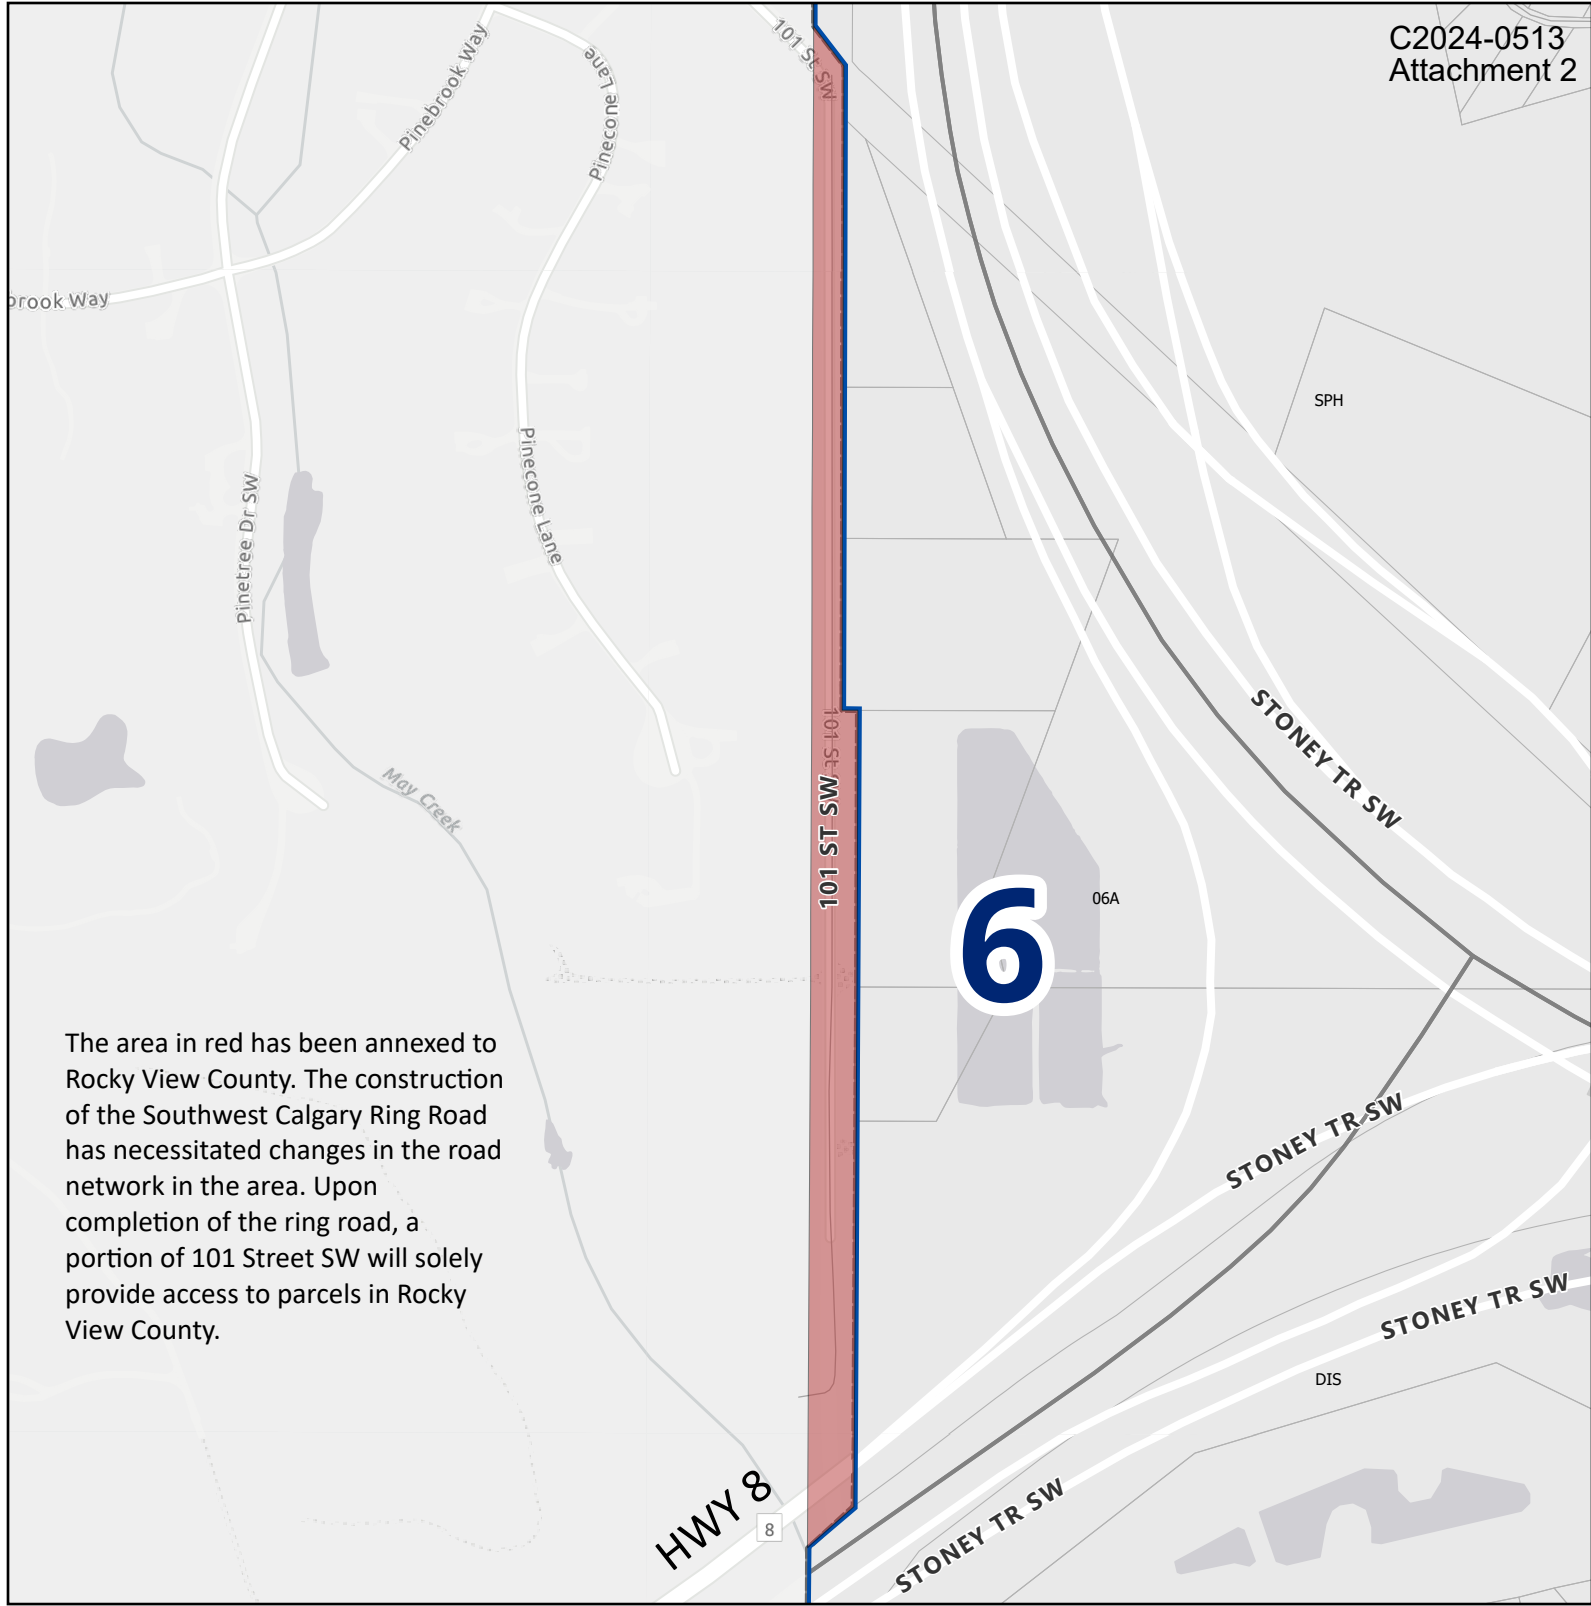 C2024-0513
Attachment 2
101 St SW
Pinebrook Way
Pinecone Lane
brook Way
SPH
Pinecone Lane
Pinetree Dr SW
STONEY TR SW
101 St
101 ST SW
May Creek
06A
6
The area in red has been annexed to
Rocky View County. The construction
of the Southwest Calgary Ring Road
has necessitated changes in the road
network in the area. Upon
completion of the ring road, a
portion of 101 Street SW will solely
provide access to parcels in Rocky
View County.
STONEY TR SW
STONEY TR SW
DIS
HWY 8
8
STONEY TR SW